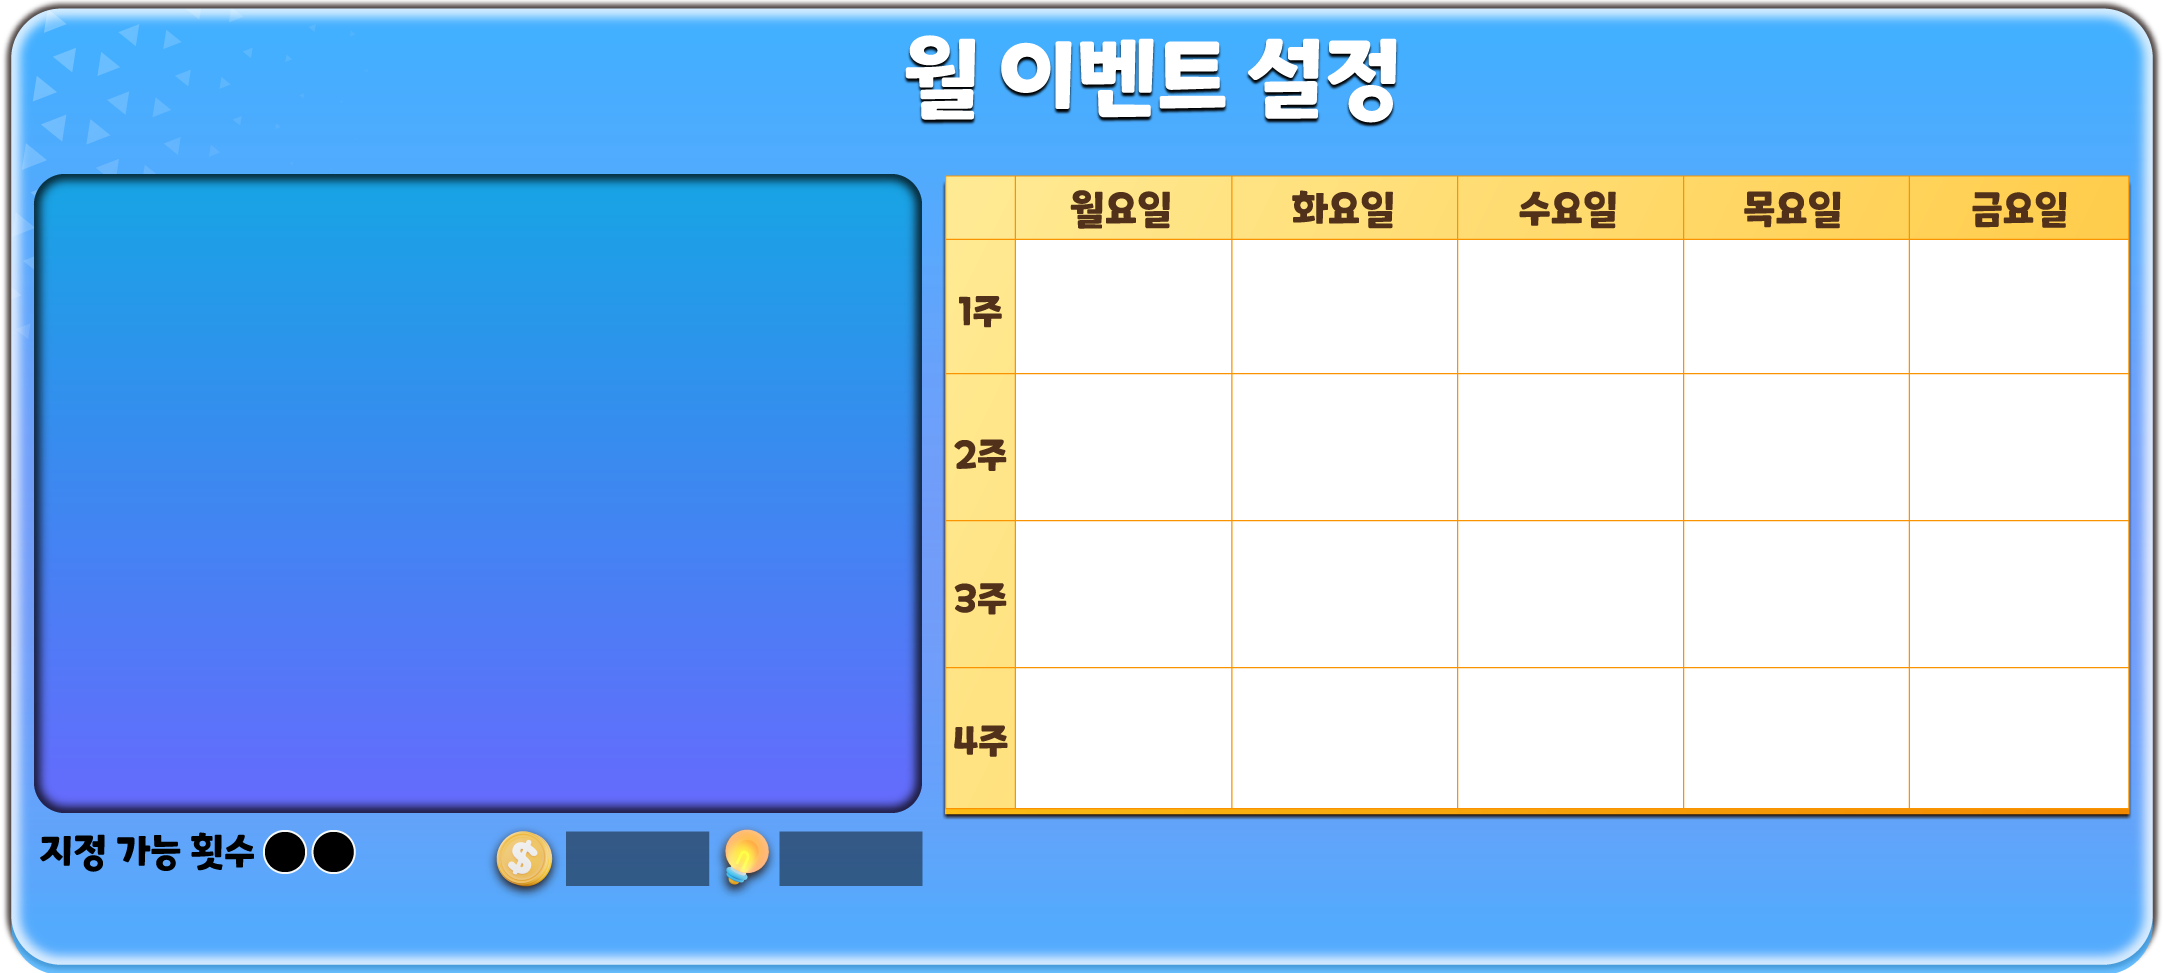 월 이벤트 설정
월요일 화요일 수요일 목요일 금요일
1주
2주
3주
4주
지정 가능 횟수
$